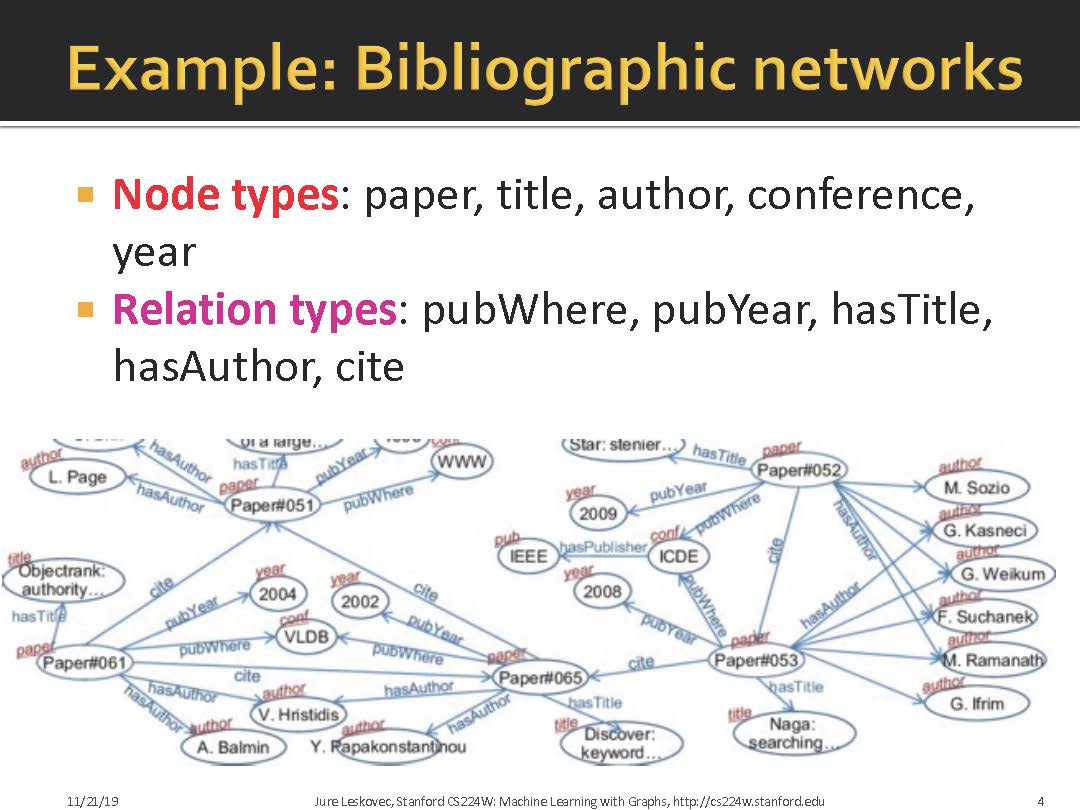 Example: Bibliographic networks
Node types: paper, title, author, conference,
year
Relation types: pubWhere, pubYear, hasTitle,
hasAuthor, cite
of a large...
author
L. Page
hasAuthor
hasAuthor
hasTitle
pubYear
WWW
paper
Paper#051
pubWhere
Star: stenier...
hasTitle
paper
Paper#052
author
M. Sozio
year
2009
pubYear
pubWhere
hasAuthor
author
G. Kasneci
pub
IEEE
hasPublisher
conf
ICDE
cite
author
G. Weikum
title
Objectrank:
authority...
cite
year
2004
year
2002
cite
year
2008
pubWhere
hasAuthor
author
F. Suchanek
hasTitle
pubYear
conf
VLDB
pubYear
pubYear
paper
Paper#061
pubWhere
pubWhere
paper
Paper#065
cite
paper
Paper#053
author
M. Ramanath
cite
hasAuthor
hasAuthor
author
V. Hristidis
hasAuthor
hasAuthor
hasTitle
hasTitle
author
G. Ifrim
author
A. Balmin
author
Y. Papakonstantinou
title
Discover:
keyword...
title
Naga:
searching...
11/21/19
Jure Leskovec, Stanford CS224W: Machine Learning with Graphs, http://cs224w.stanford.edu
4